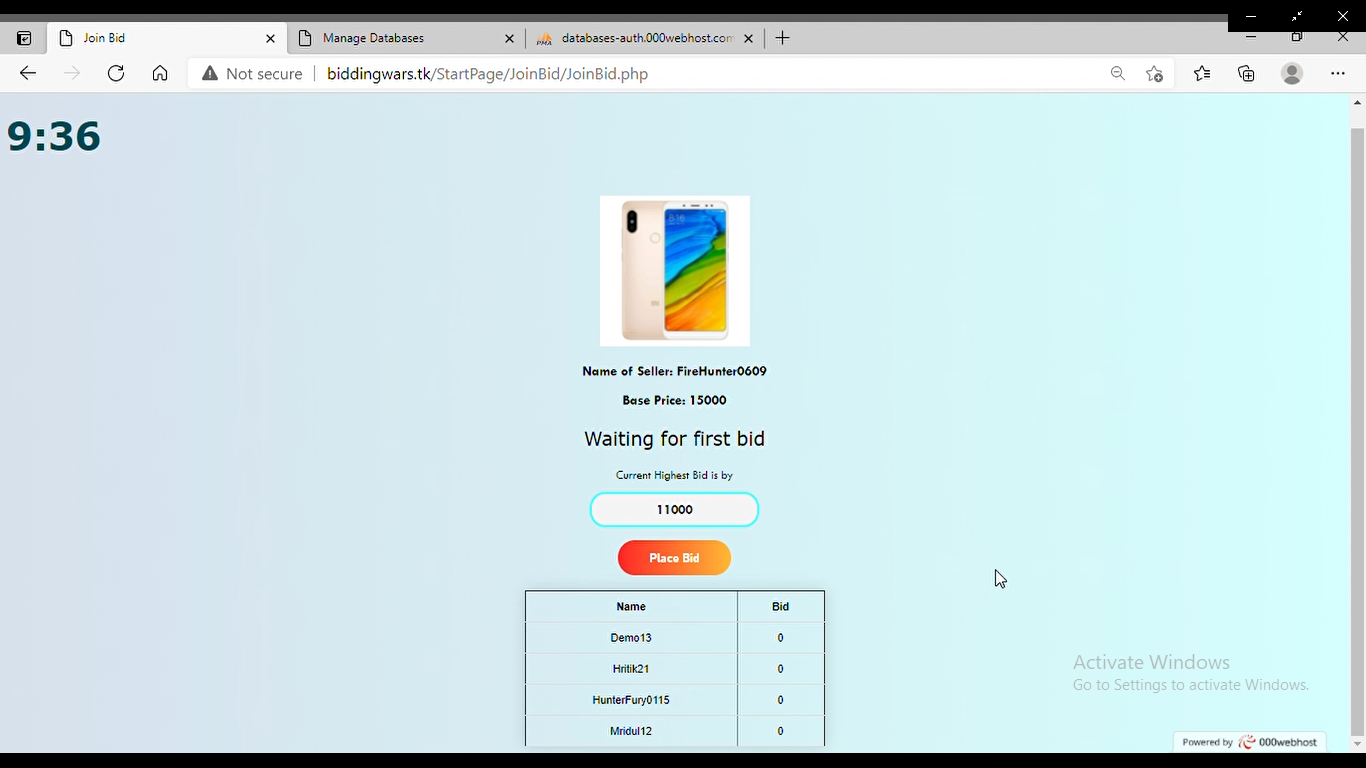 Join Bid
Manage Databases
PMA databases-auth.000webhost.com
Not secure
biddingwars.tk/StartPage/JoinBid/JoinBid.php
9:36
8:16
Name of Seller: FireHunter0609
Base Price: 15000
Waiting for first bid
Current Highest Bid is by
11000
Place Bid
Name Bid
Demo13 0
Hritik21 0
HunterFury0115 0
Mridul12 0
Activate Windows
Go to Settings to activate Windows.
Powered by 000webhost